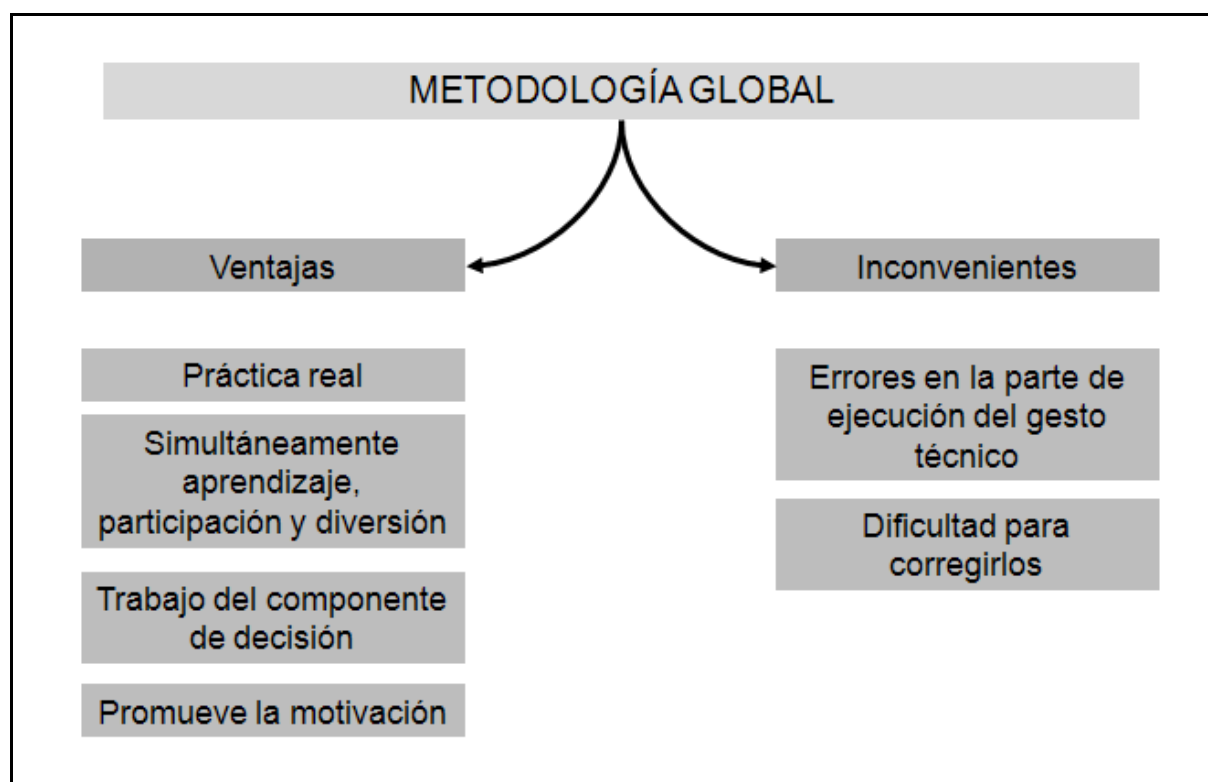 METODOLOGÍA GLOBAL
Ventajas
Práctica real
Simultáneamente
aprendizaje,
participación y diversión
Trabajo del componente
de decisión
Promueve la motivación
Inconvenientes
Errores en la parte de
ejecución del gesto
técnico
Dificultad para
corregirlos